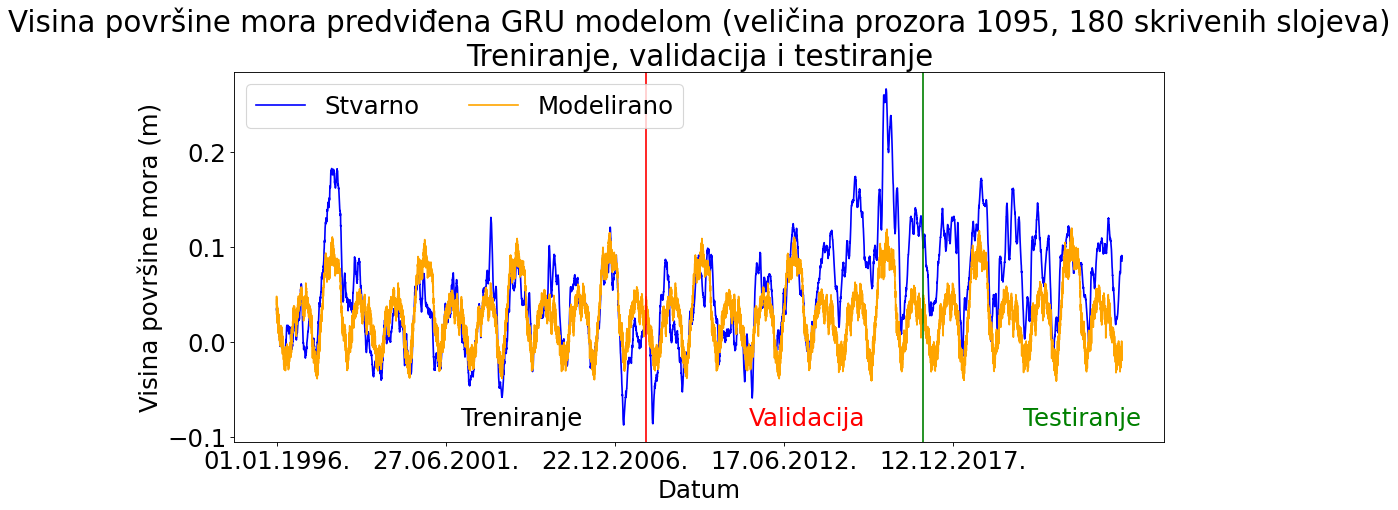 Visina površine mora predviđena GRU modelom (veličina prozora 1095, 180 skrivenih slojeva)
Treniranje, validacija i testiranje
Stvarno
Modelirano
Visina površine mora (m)
0.2
0.1
0.0
−0.1
Treniranje
Validacija
Testiranje
01.01.1996.
27.06.2001.
22.12.2006.
17.06.2012.
12.12.2017.
Datum